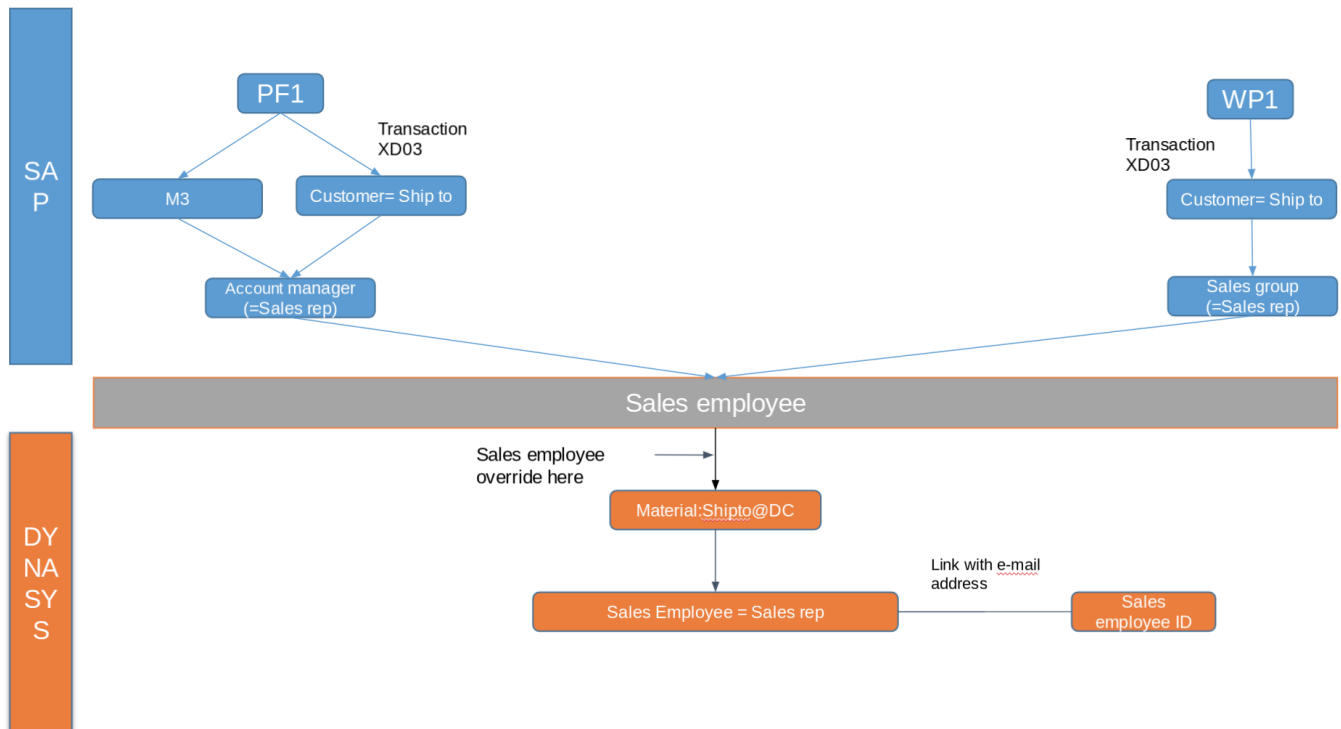 SA
P
PF1
WP1
Transaction
XD03
Transaction
XD03
M3
Customer= Ship to
Customer= Ship to
Account manager
(=Sales rep)
Sales group
(=Sales rep)
Sales employee
DY
NA
SY
S
Sales employee
override here
Material:Shipto@DC
Link with e-mail
address
Sales Employee = Sales rep
Sales
employee ID